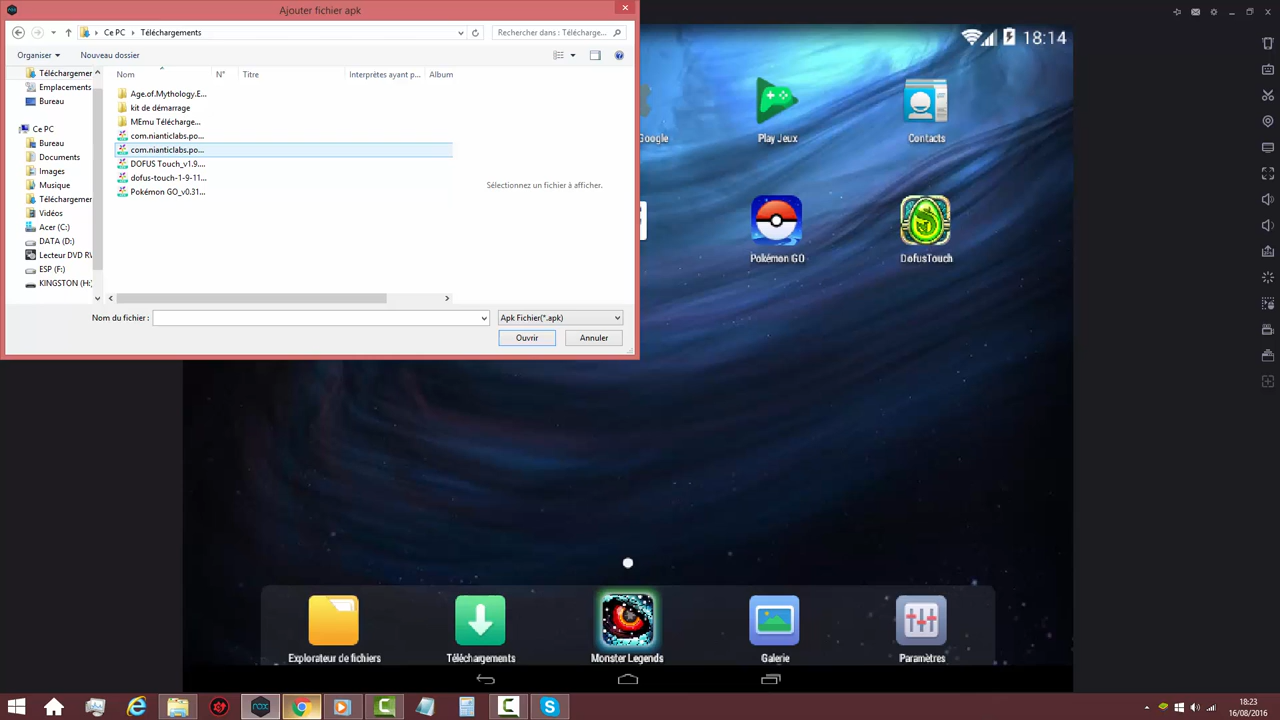 Ajouter fichier apk
Ce PC
Téléchargements
Rechercher dans : Télécharge...
Organiser
Nouveau dossier
Nom
N°
Titre
Interprètes ayant p...
Album
Téléchargemer
Emplacements
Bureau
Ce PC
Bureau
Documents
Images
Musique
Téléchargemer
Vidéos
Acer (C:)
DATA (D:)
Lecteur DVD RW
ESP (F:)
KINGSTON (H:)
Age.of.Mythology.E...
kit de démarrage
MEmu Télécharge...
com.nianticlabs.po...
com.nianticlabs.po...
DOFUS Touch_v1.9....
dofus-touch-1-9-11...
Pokémon GO_v0.31...
Sélectionnez un fichier à afficher.
Nom du fichier :
Apk Fichier(*.apk)
Ouvrir
Annuler
18:14
Google
Play Jeux
Contacts
Pokémon GO
DofusTouch
Explorateur de fichiers
Téléchargements
Monster Legends
Galerie
Paramètres
nox
18:23
16/08/2016